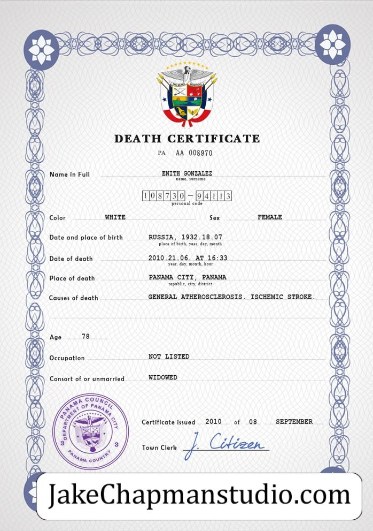 DEATH CERTIFICATE
PA AA 008970
Name in Full ENITH GONZALEZ
name, surname
108730-94113
personal code
Color WHITE Sex FEMALE
Date and place of birth RUSSIA, 1932.18.07
place of birth, year, day, month
Date of death 2010.21.06. AT 16:33
year, day, month, hour
Place of death PANAMA CITY, PANAMA
republic, city, district
Causes of death GENERAL ATHEROSCLEROSIS. ISCHEMIC STROKE
Age 78
Occupation NOT LISTED
Consort of or unmarried WIDOWED
Certificate issued 2010 of 08 SEPTEMBER
Town Clerk J. Citizen
PANAMA COUNCIL
DEPARTMENT OF PANAMA CITY
JakeChapmanstudio.com